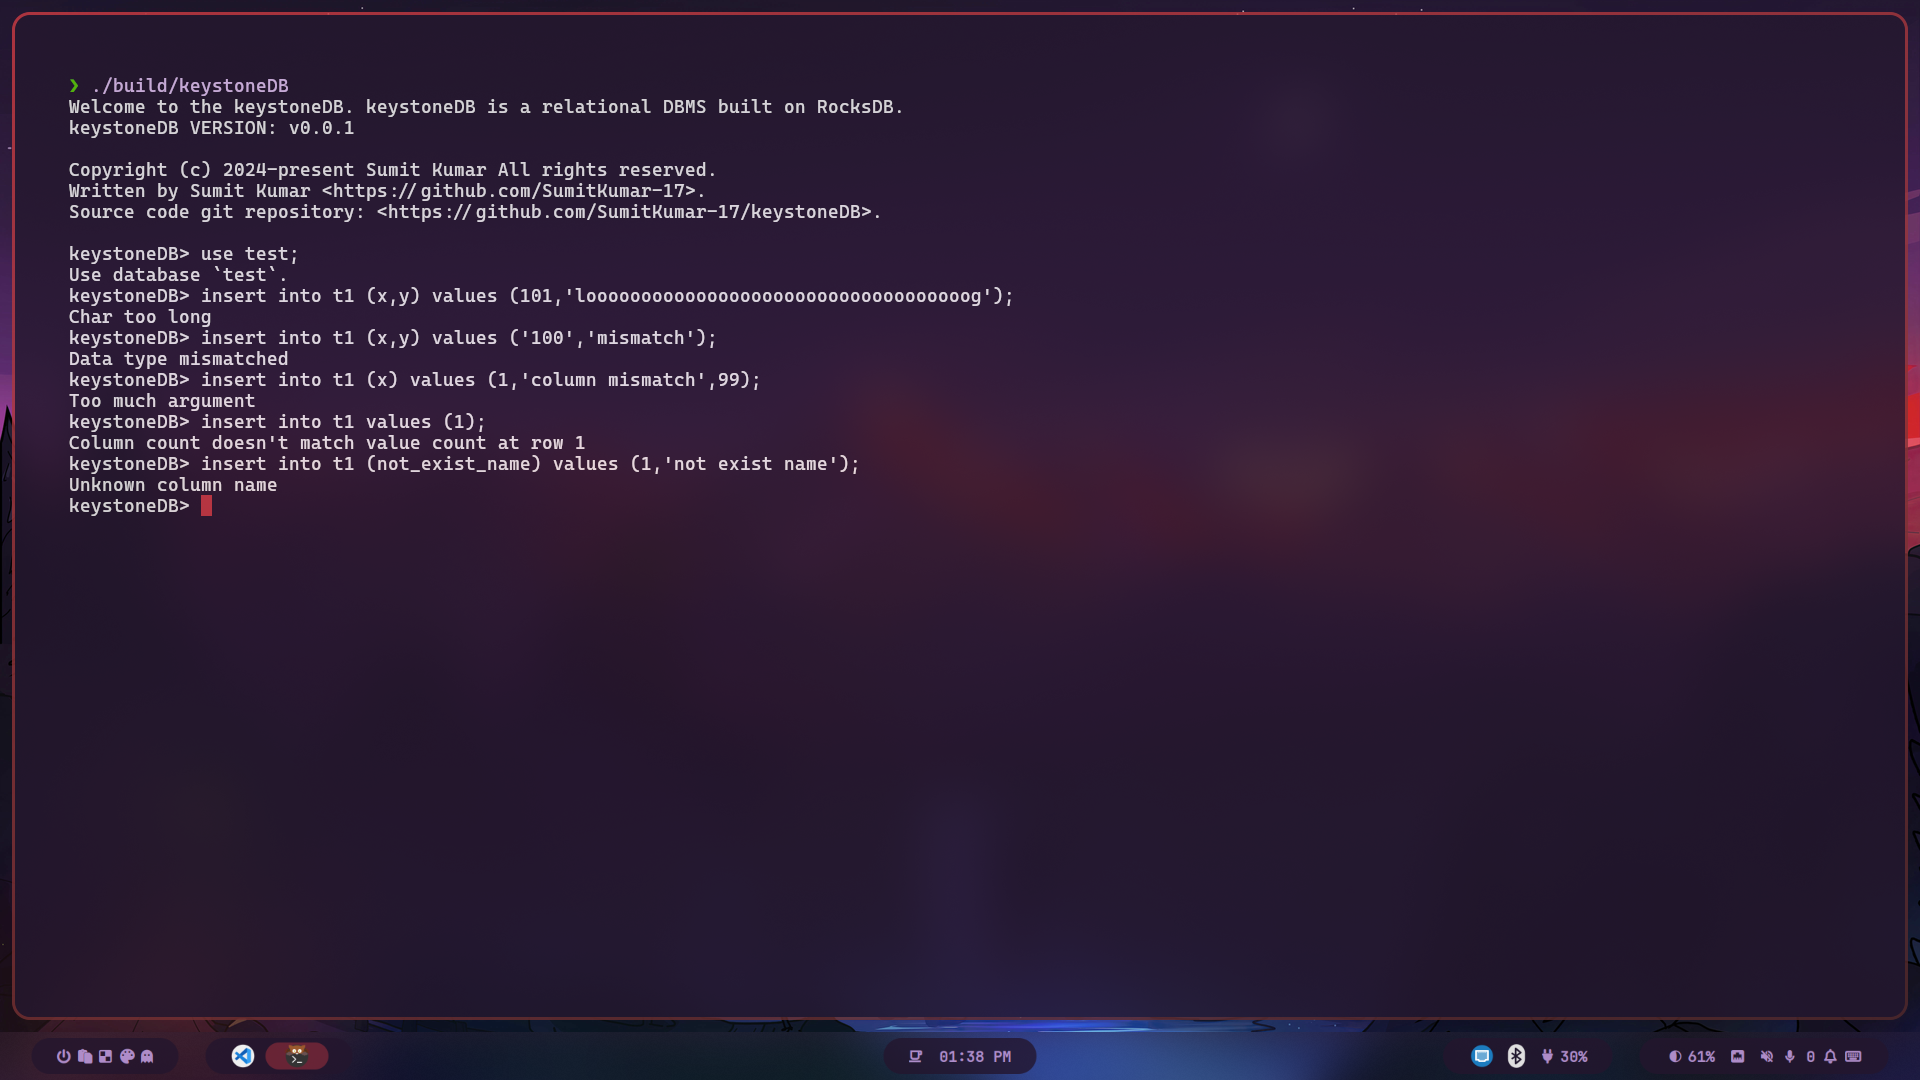 ❯ ./build/keystoneDB
Welcome to the keystoneDB. keystoneDB is a relational DBMS built on RocksDB.
keystoneDB VERSION: v0.0.1
Copyright (c) 2024-present Sumit Kumar All rights reserved.
Written by Sumit Kumar <https://github.com/SumitKumar-17>.
Source code git repository: <https://github.com/SumitKumar-17/keystoneDB>.
keystoneDB> use test;
Use database `test`.
keystoneDB> insert into t1 (x,y) values (101,'looooooooooooooooooooooooooooooooooog');
Char too long
keystoneDB> insert into t1 (x,y) values ('100','mismatch');
Data type mismatched
keystoneDB> insert into t1 (x) values (1,'column mismatch',99);
Too much argument
keystoneDB> insert into t1 values (1);
Column count doesn't match value count at row 1
keystoneDB> insert into t1 (not_exist_name) values (1,'not exist name');
Unknown column name
keystoneDB>
01:38 PM
30%
61%
0